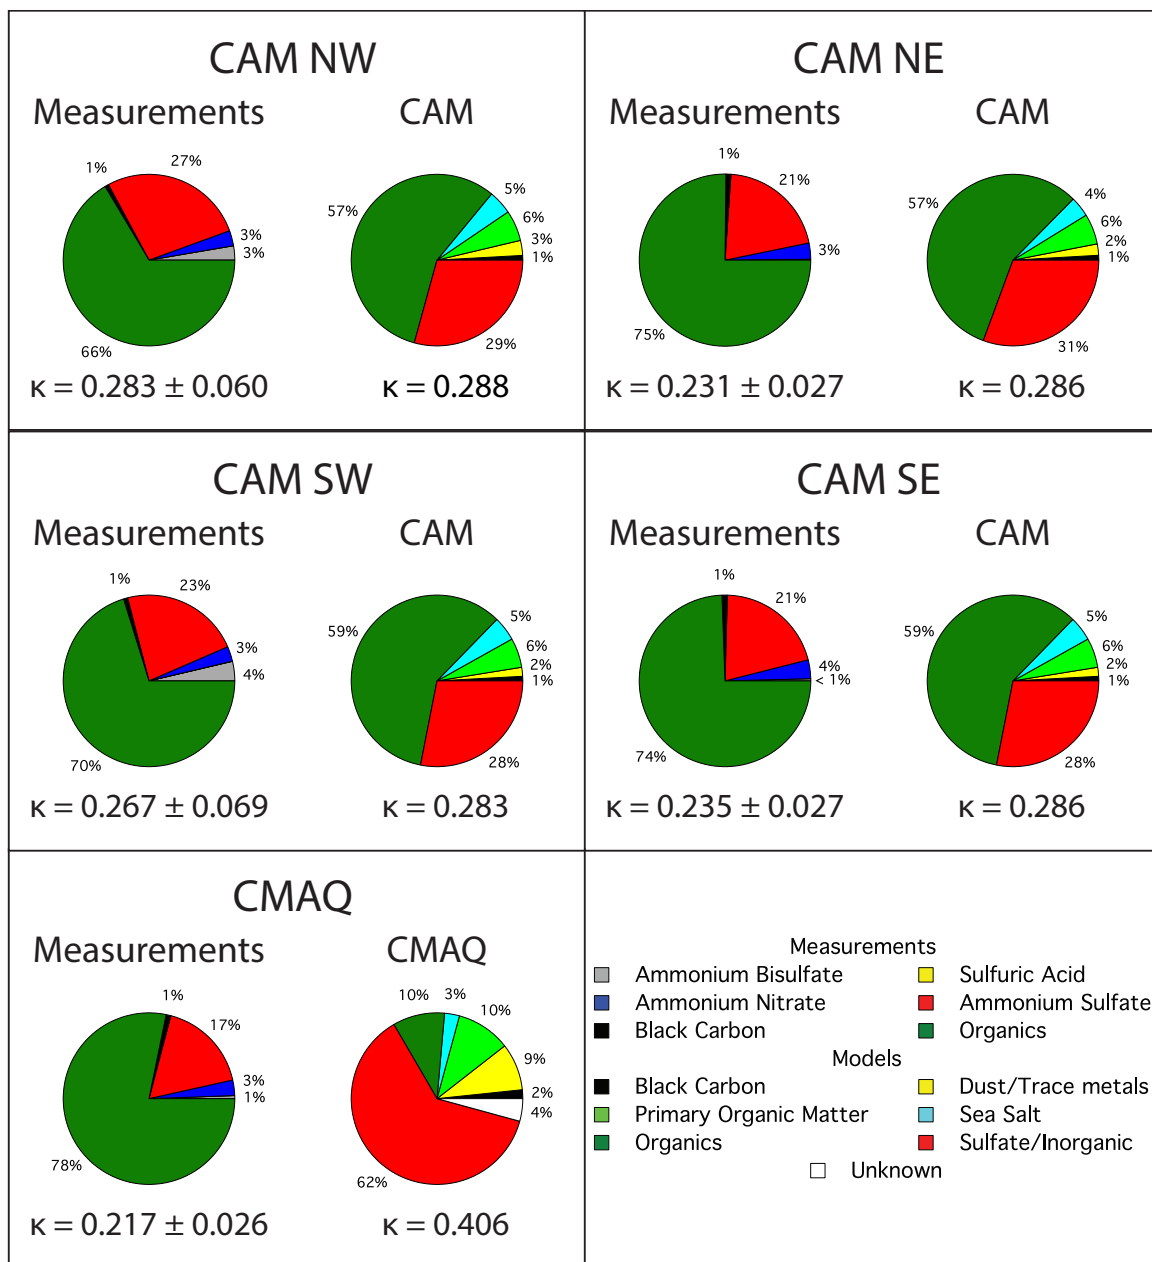 CAM NW
Measurements CAM
1%
27%
3%
3%
66%
57%
5%
6%
3%
1%
29%
κ = 0.283 ± 0.060 κ = 0.288
CAM NE
Measurements CAM
1%
21%
3%
75%
57%
4%
6%
2%
1%
31%
κ = 0.231 ± 0.027 κ = 0.286
CAM SW
Measurements CAM
1%
23%
3%
4%
70%
59%
5%
6%
2%
1%
28%
κ = 0.267 ± 0.069 κ = 0.283
CAM SE
Measurements CAM
1%
21%
4%
< 1%
74%
59%
5%
6%
2%
1%
28%
κ = 0.235 ± 0.027 κ = 0.286
CMAQ
Measurements CMAQ
1%
17%
3%
1%
78%
10%
3%
10%
9%
2%
4%
62%
κ = 0.217 ± 0.026 κ = 0.406
Measurements
Ammonium Bisulfate Sulfuric Acid
Ammonium Nitrate Ammonium Sulfate
Black Carbon Organics
Models
Black Carbon Dust/Trace metals
Primary Organic Matter Sea Salt
Organics Sulfate/Inorganic
Unknown